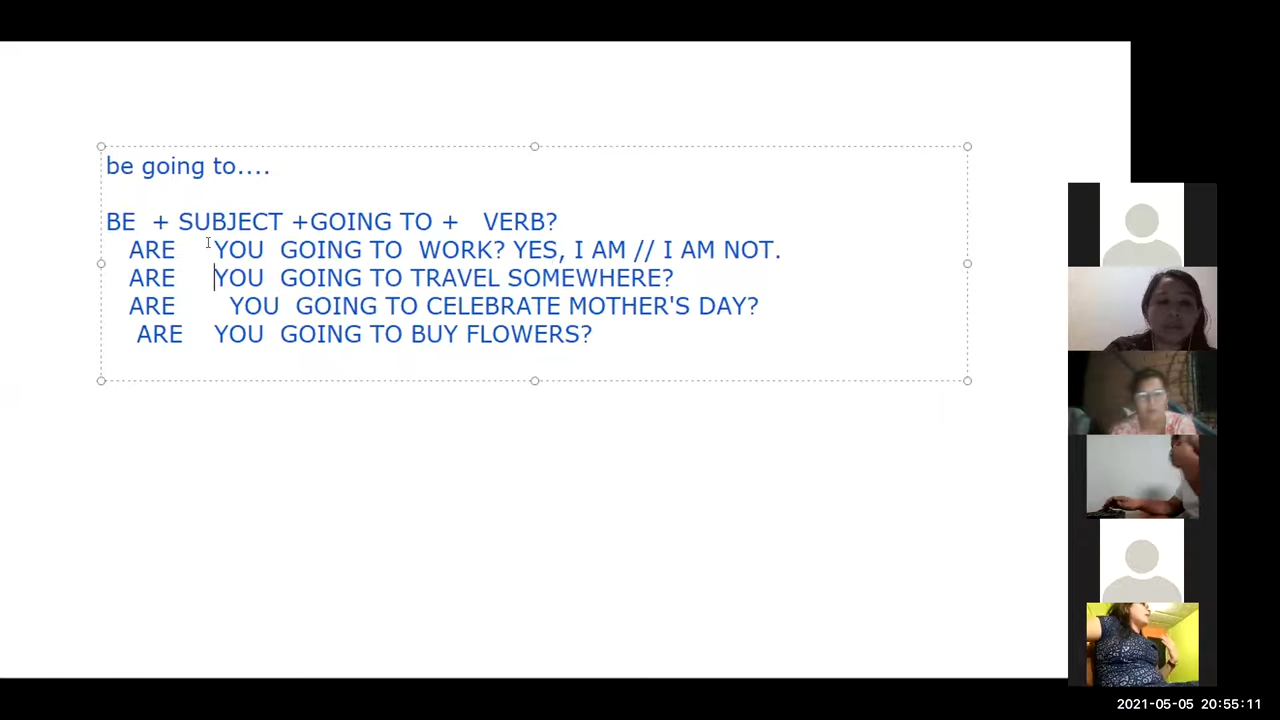 be going to....
BE + SUBJECT +GOING TO + VERB?
ARE YOU GOING TO WORK? YES, I AM // I AM NOT.
ARE YOU GOING TO TRAVEL SOMEWHERE?
ARE YOU GOING TO CELEBRATE MOTHER'S DAY?
ARE YOU GOING TO BUY FLOWERS?
2021-05-05 20:55:11